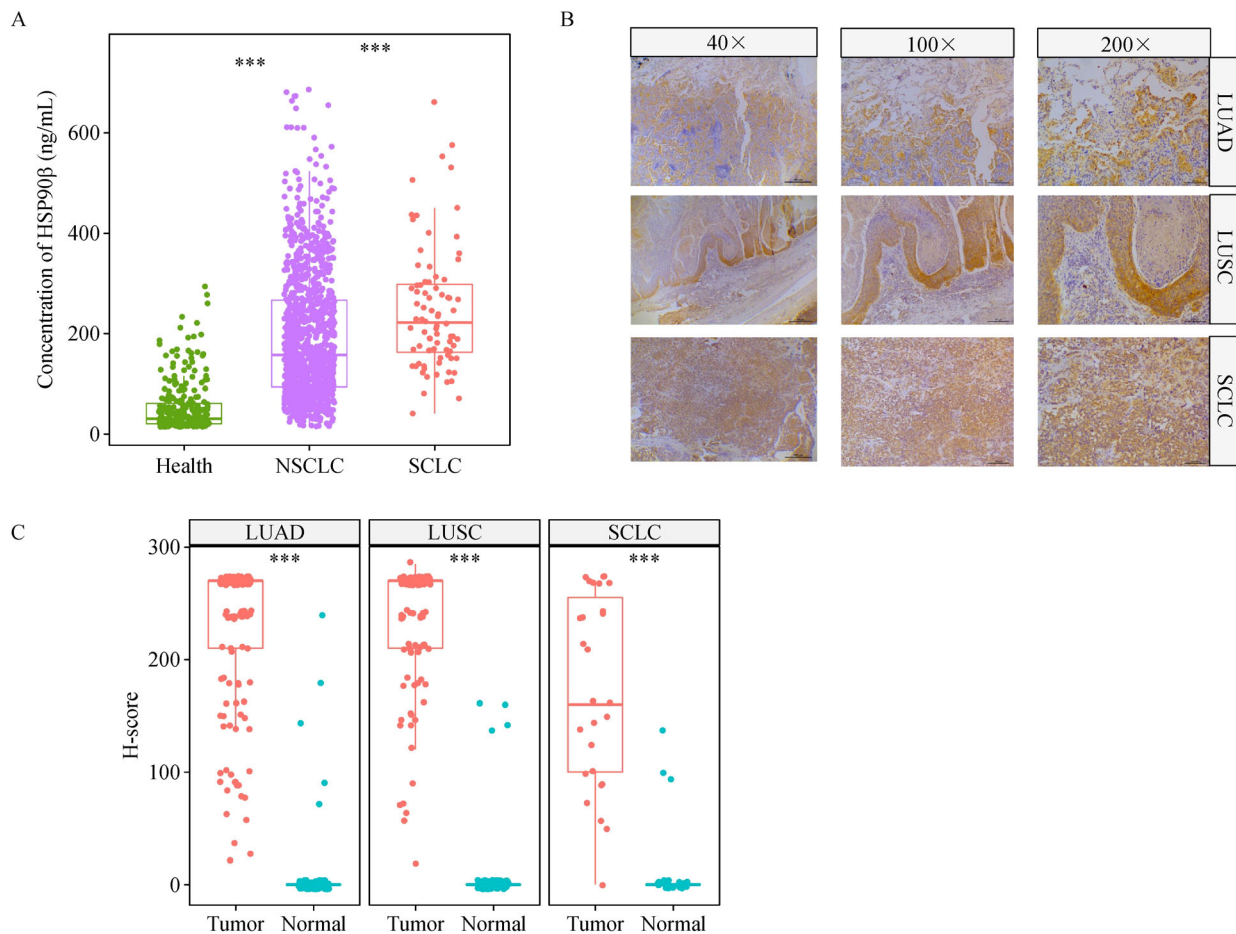 A
Concentration of HSP90β (ng/mL)
600
400
200
0
***
***
Health
NSCLC
SCLC
B
40×
100×
200×
LUAD
LUSC
SCLC
C
H-score
300
200
100
0
LUAD
LUSC
SCLC
***
***
***
Tumor
Normal
Tumor
Normal
Tumor
Normal